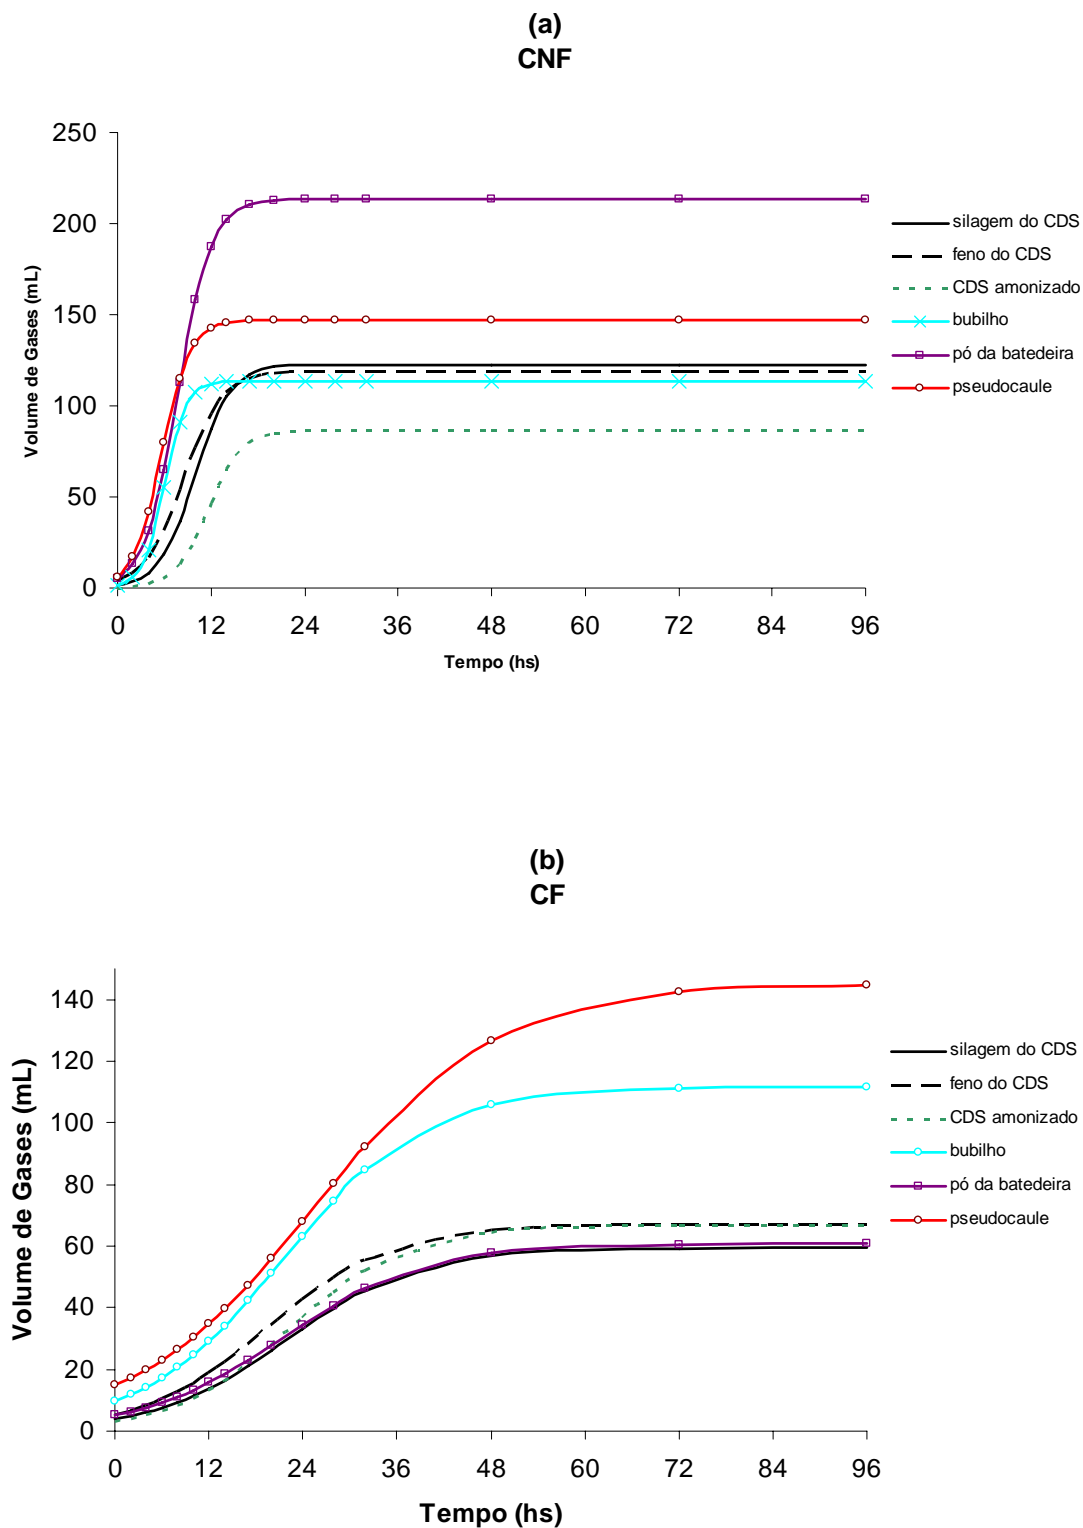 (a)
CNF
250
200
150
100
50
0
Volume de Gases (mL)
0 12 24 36 48 60 72 84 96
Tempo (hs)
silagem do CDS
feno do CDS
CDS amonizado
bubilho
pó da batedeira
pseudocaule
(b)
CF
140
120
100
80
60
40
20
0
Volume de Gases (mL)
0 12 24 36 48 60 72 84 96
Tempo (hs)
silagem do CDS
feno do CDS
CDS amonizado
bubilho
pó da batedeira
pseudocaule